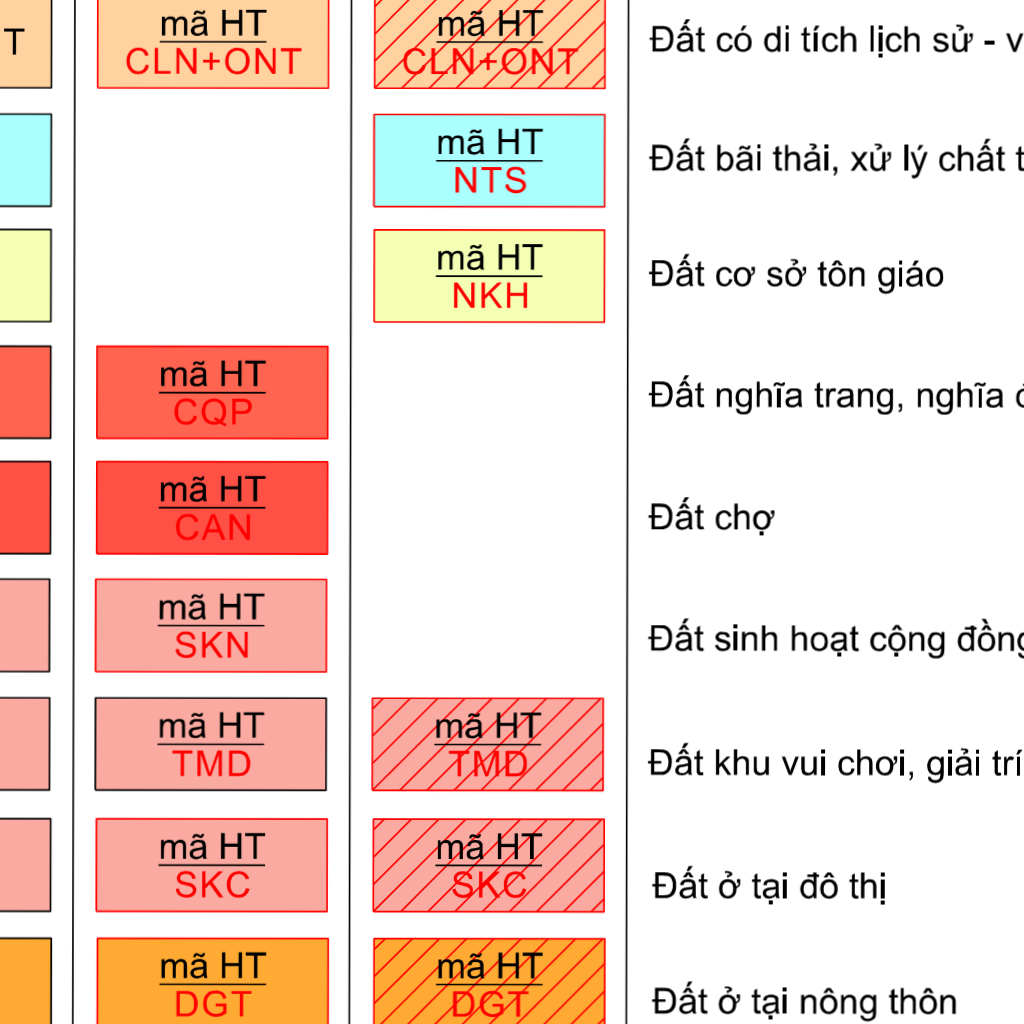 T
mã HT
CLN+ONT
mã HT
CLN+ONT
Đất có di tích lịch sử - v
mã HT
NTS
Đất bãi thải, xử lý chất t
mã HT
NKH
Đất cơ sở tôn giáo
mã HT
CQP
Đất nghĩa trang, nghĩa
mã HT
CAN
Đất chợ
mã HT
SKN
Đất sinh hoạt cộng đồng
mã HT
TMD
mã HT
TMD
Đất khu vui chơi, giải trí
mã HT
SKC
mã HT
SKC
Đất ở tại đô thị
mã HT
DGT
mã HT
DGT
Đất ở tại nông thôn